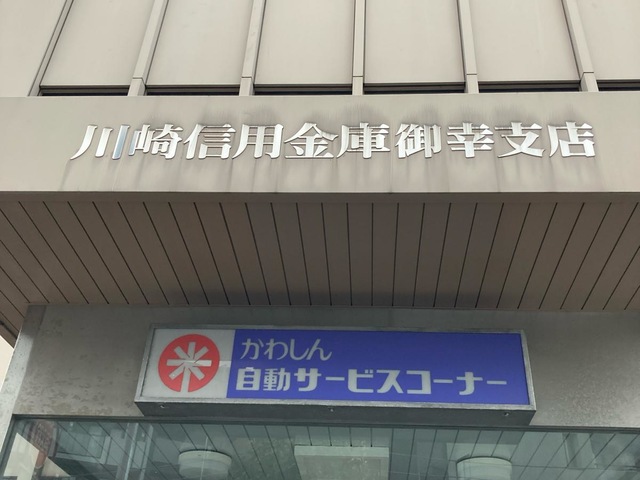 川崎信用金庫御幸支店
かわしん
自動サービスコーナー